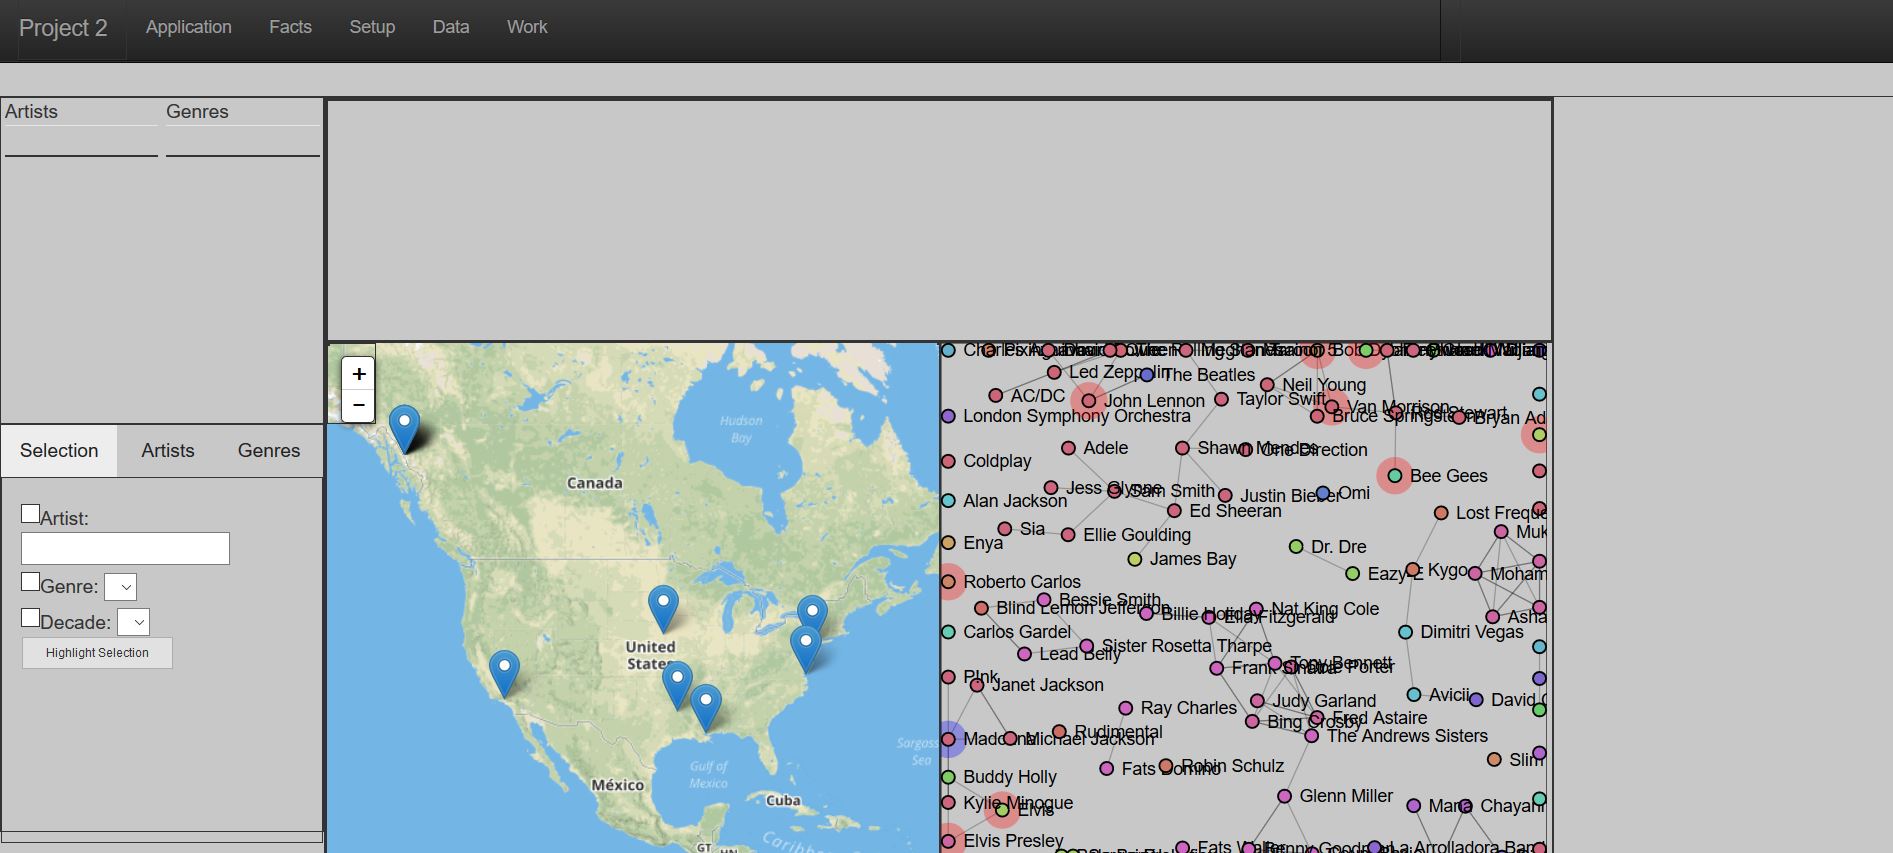 Project 2 Application Facts Setup Data Work
Artists Genres
Selection Artists Genres
Artist:
Genre:
Decade:
Highlight Selection
+
−
Hudson
Bay
Canada
United
States
México
Gulf of
Mexico
Cuba
Sargass
Sea
GT
HN
Led Zeppelin
The Beatles
Neil Young
AC/DC
John Lennon
Taylor Swift
Van Morrison
Rod Stewart
London Symphony Orchestra
Bruce Springsteen
Bryan Ad
Adele
Shawn Mendes
One Direction
Coldplay
Bee Gees
Jess Glynne
Sam Smith
Justin Bieber
Omi
Alan Jackson
Ed Sheeran
Lost Freque
Sia
Ellie Goulding
Muk
Enya
James Bay
Dr. Dre
Eazy-E
Kygo
Moham
Roberto Carlos
Bessie Smith
Blind Lemon Jefferson
Billie Holiday
Nat King Cole
Ella Fitzgerald
Asha
Carlos Gardel
Dimitri Vegas
Sister Rosetta Tharpe
Lead Belly
Frank Sinatra
Tony Bennett
Cole Porter
P!nk
Janet Jackson
Avicii
David
Judy Garland
Ray Charles
Bing Crosby
Fred Astaire
Rudimental
The Andrews Sisters
Madonna
Michael Jackson
Slim
Fats Domino
Robin Schulz
Buddy Holly
Glenn Miller
Kylie Minogue
Elvis
Maná
Chayann
Elvis Presley
Fats Waller
Benny Goodman
La Arrolladora Band